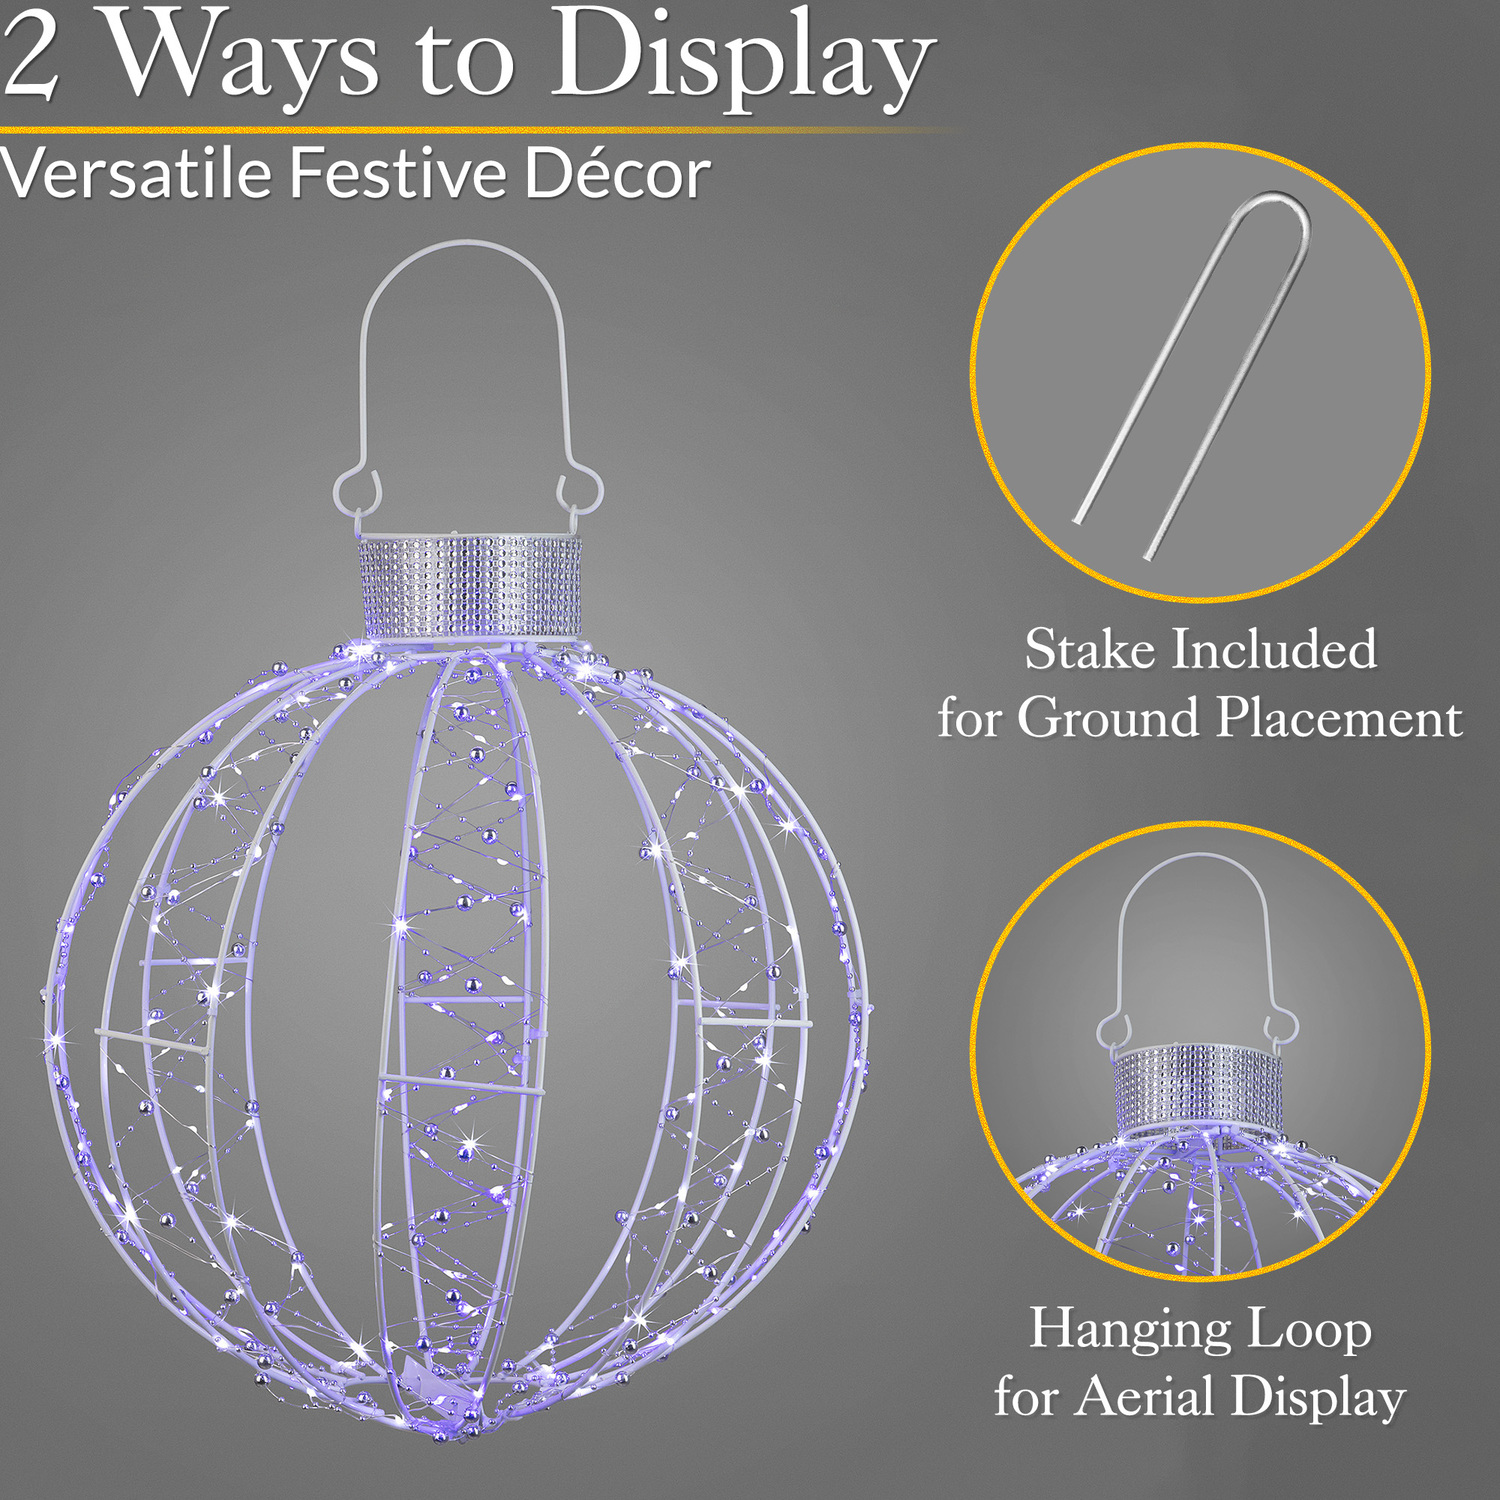 2 Ways to Display
Versatile Festive Décor
Stake Included
for Ground Placement
Hanging Loop
for Aerial Display